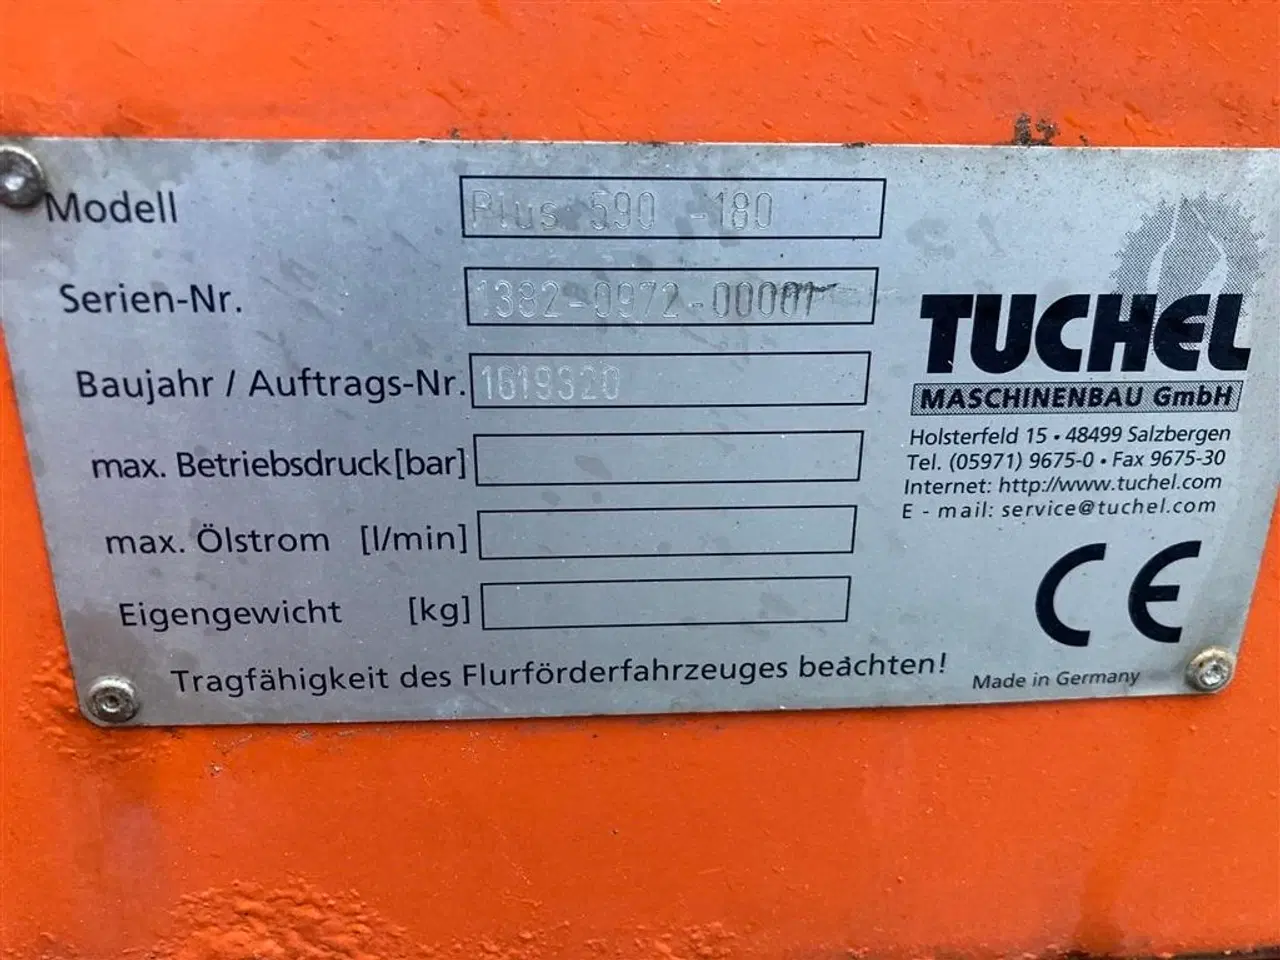 Modell Plus 590 -180
Serien-Nr. 1382-0972-00001
Baujahr / Auftrags-Nr. 1619320
max. Betriebsdruck [bar]
max. Ölstrom [l/min]
Eigengewicht [kg]
Tragfähigkeit des Flurförderfahrzeuges beachten!
TUCHEL
MASCHINENBAU GmbH
Holsterfeld 15 • 48499 Salzbergen
Tel. (05971) 9675-0 • Fax 9675-30
Internet: http://www.tuchel.com
E - mail: service@tuchel.com
CE
Made in Germany